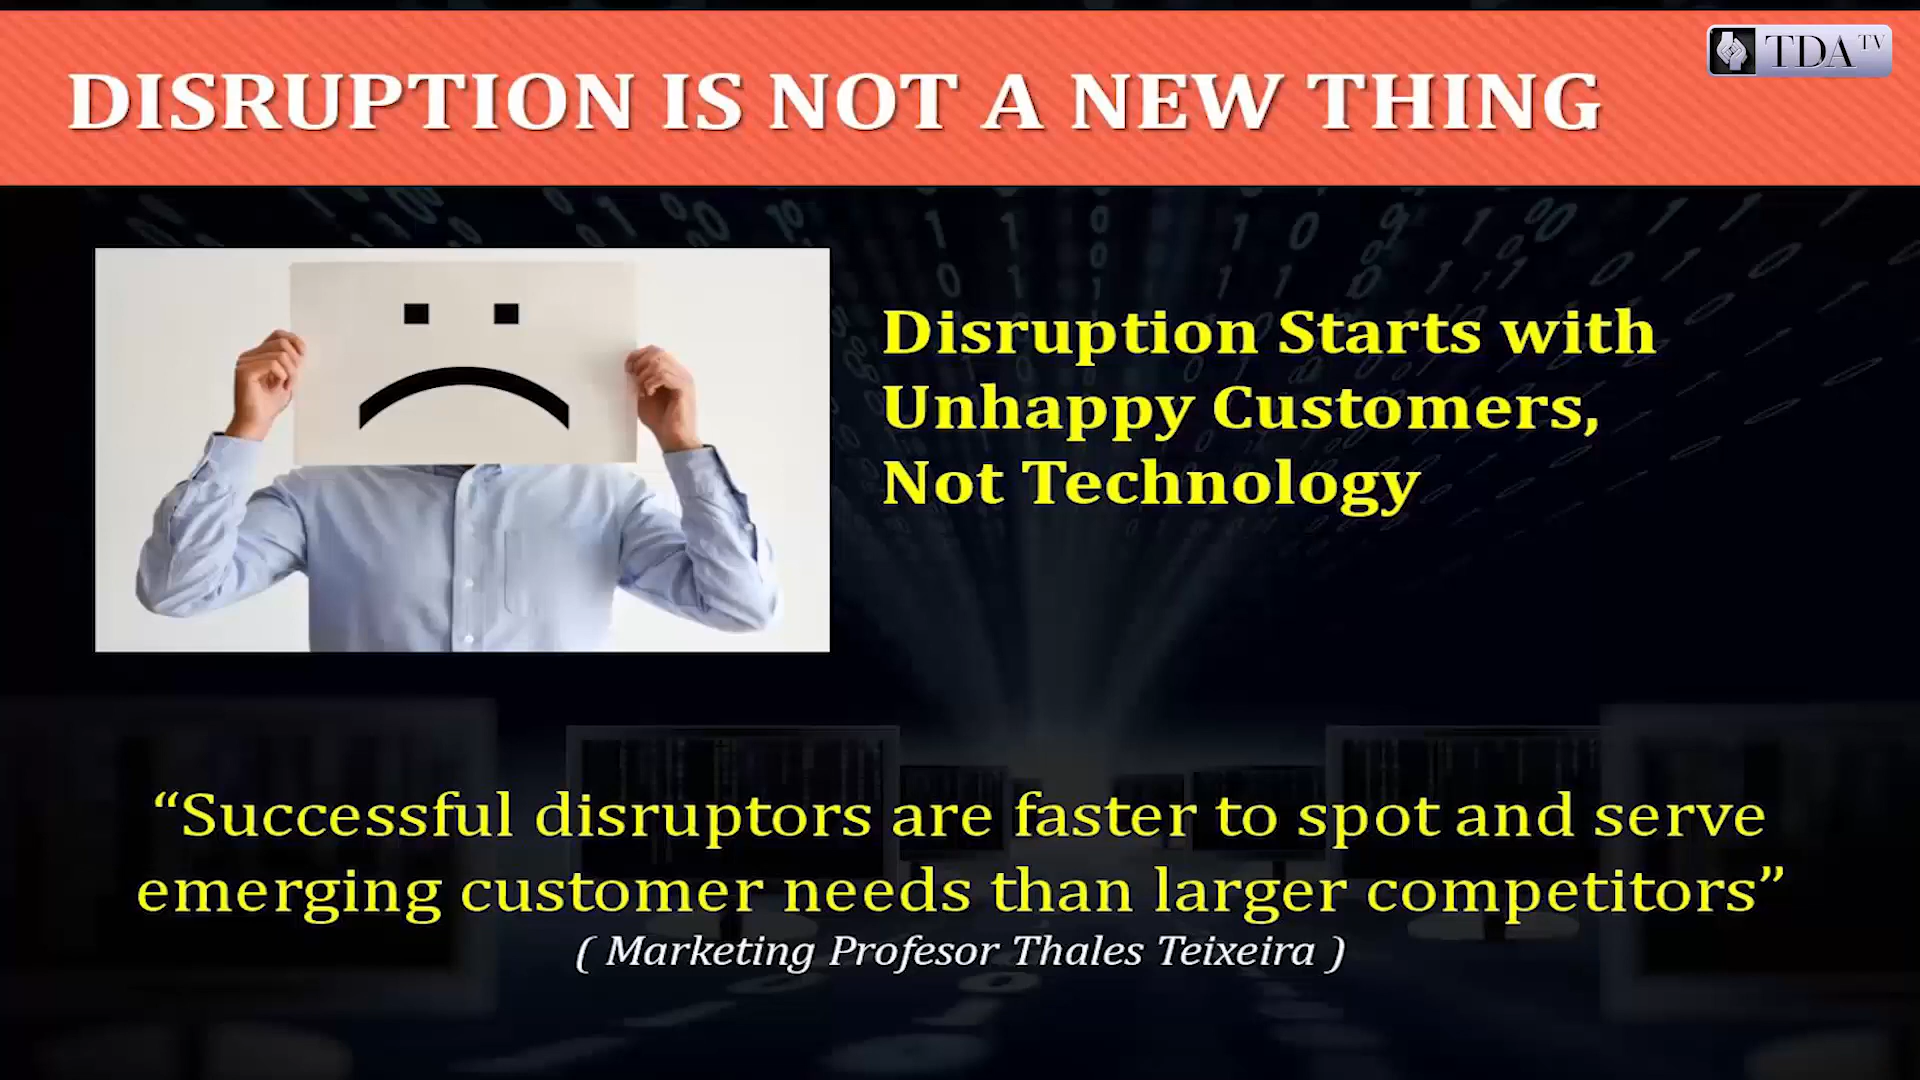 DISRUPTION IS NOT A NEW THING
TDA TV
Disruption Starts with
Unhappy Customers,
Not Technology
“Successful disruptors are faster to spot and serve
emerging customer needs than larger competitors”
( Marketing Profesor Thales Teixeira )